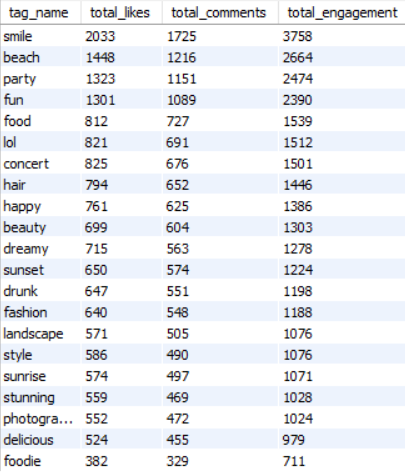 tag_name total_likes total_comments total_engagement
smile 2033 1725 3758
beach 1448 1216 2664
party 1323 1151 2474
fun 1301 1089 2390
food 812 727 1539
lol 821 691 1512
concert 825 676 1501
hair 794 652 1446
happy 761 625 1386
beauty 699 604 1303
dreamy 715 563 1278
sunset 650 574 1224
drunk 647 551 1198
fashion 640 548 1188
landscape 571 505 1076
style 586 490 1076
sunrise 574 497 1071
stunning 559 469 1028
photogra... 552 472 1024
delicious 524 455 979
foodie 382 329 711